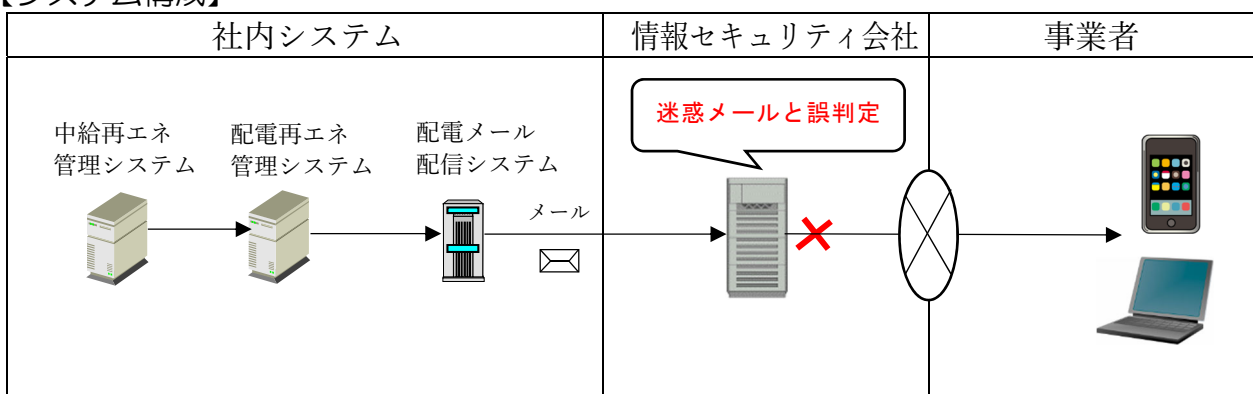 【システム構成】
社内システム
情報セキュリティ会社
事業者
迷惑メールと誤判定
中給再エネ
管理システム
配電再エネ
管理システム
配電メール
配信システム
メール